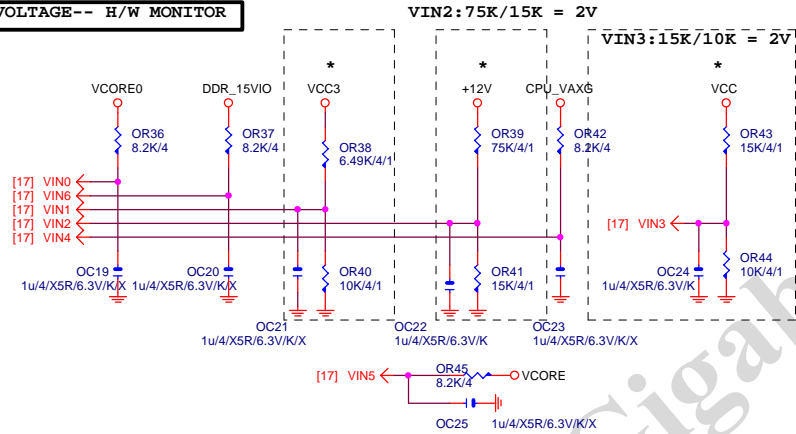 VOLTAGE-- H/W MONITOR
VIN2:75K/15K = 2V
VIN3:15K/10K = 2V
*
*
*
VCORE0
DDR_15VIO
VCC3
+12V
CPU_VAXG
VCC
OR36
8.2K/4
OR37
8.2K/4
OR38
6.49K/4/1
OR39
75K/4/1
OR42
8.2K/4
OR43
15K/4/1
[17] VIN0
[17] VIN6
[17] VIN1
[17] VIN2
[17] VIN4
[17] VIN3
OC19
1u/4/X5R/6.3V/K/X
OC20
1u/4/X5R/6.3V/K/X
OR40
10K/4/1
OR41
15K/4/1
OC24
1u/4/X5R/6.3V/K
OR44
10K/4/1
OC21
1u/4/X5R/6.3V/K/X
OC22
1u/4/X5R/6.3V/K
OC23
1u/4/X5R/6.3V/K/X
[17] VIN5
OR45
8.2K/4
VCORE
OC25
1u/4/X5R/6.3V/K/X
Gigab